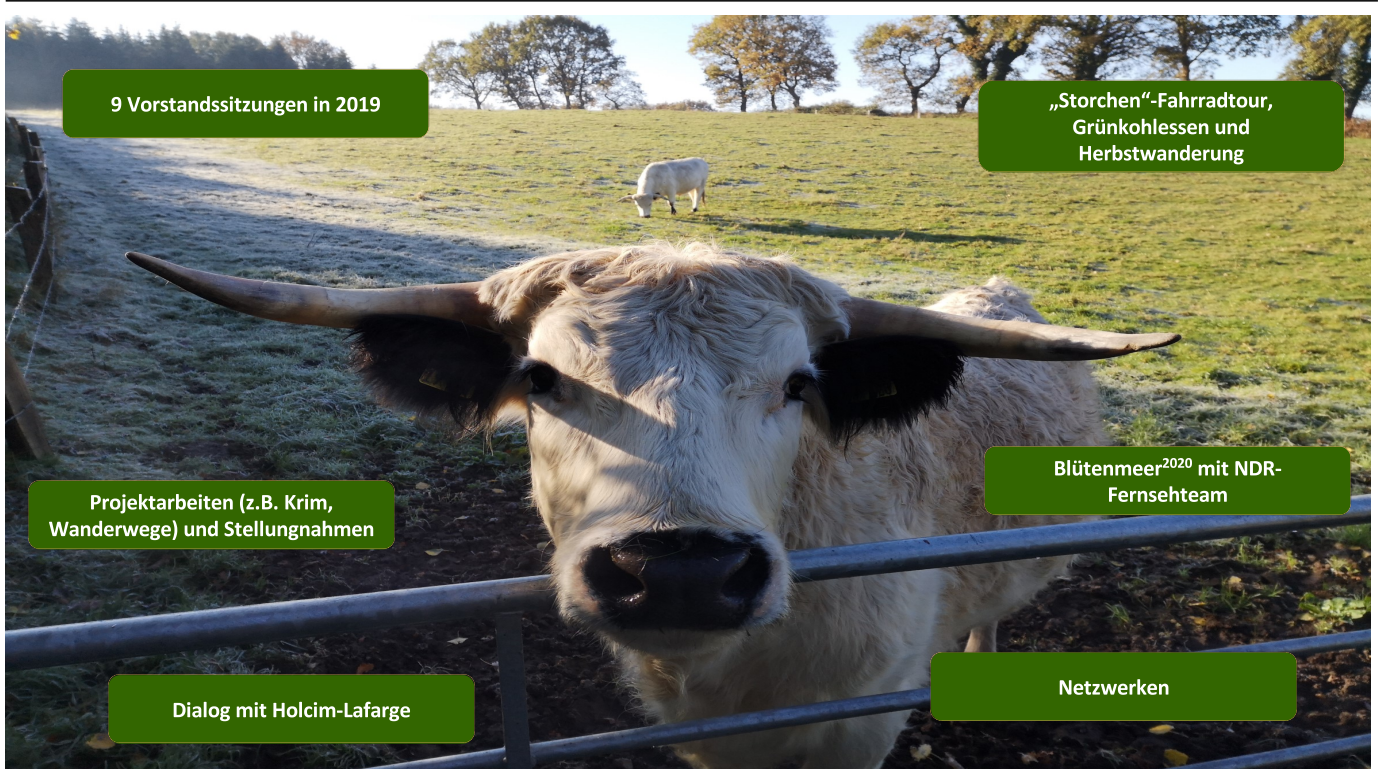 9 Vorstandssitzungen in 2019
„Storchen“-Fahrradtour,
Grünkohlessen und
Herbstwanderung
Projektarbeiten (z.B. Krim,
Wanderwege) und Stellungnahmen
Blütenmeer²⁰²⁰ mit NDR-
Fernsehteam
Dialog mit Holcim-Lafarge
Netzwerken